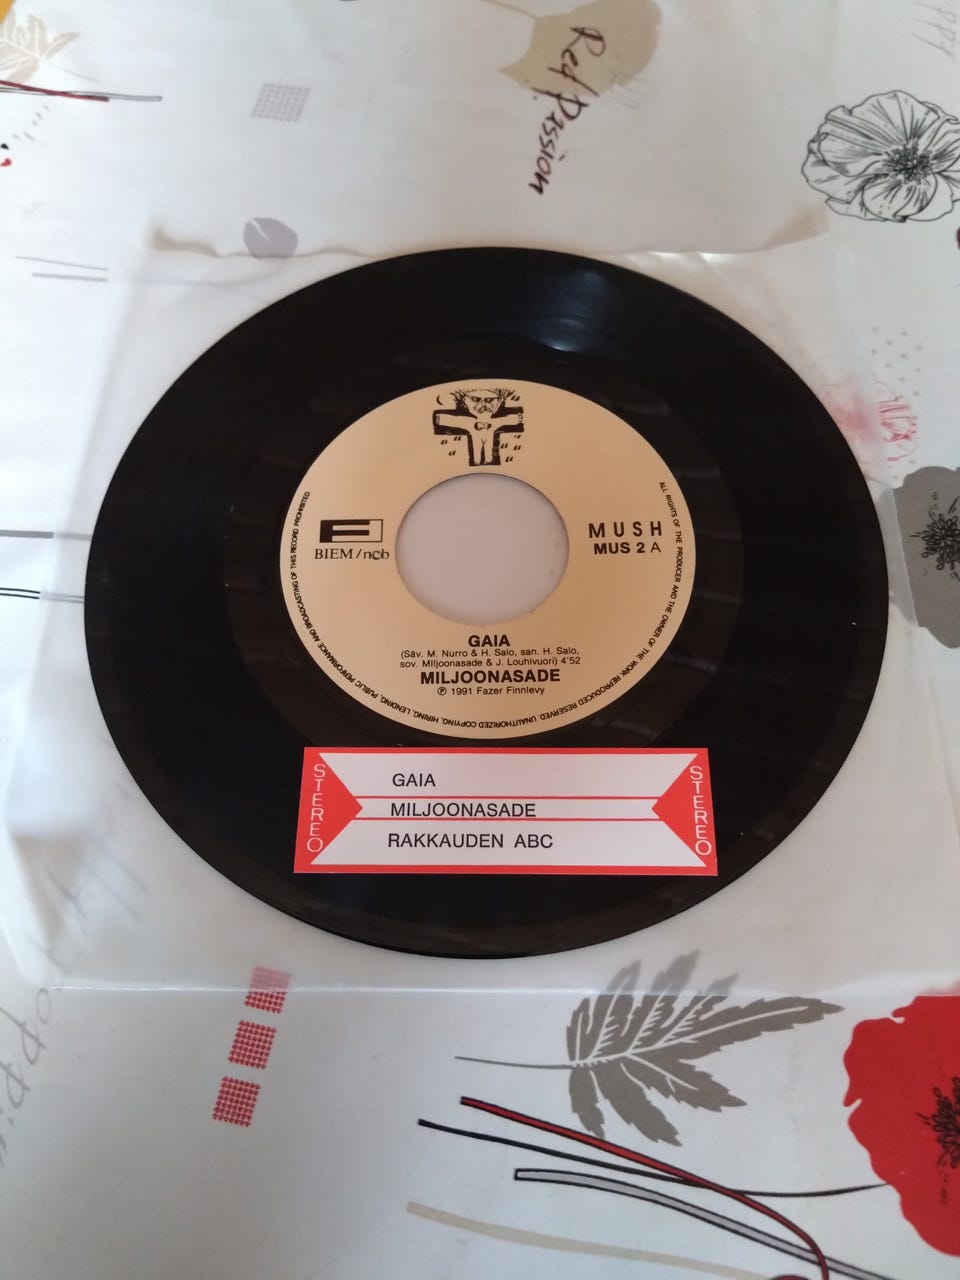 Red Passion
BIEM/ncb
MUSH
MUS 2 A
GAIA
(Säv. M. Nurro & H. Salo, san. H. Salo,
sov. Miljoonasade & J. Louhivuori) 4'52
MILJOONASADE
℗ 1991 Fazer Finnlevy
ALL RIGHTS OF THE PRODUCER AND THE OWNER OF THE WORK REPRODUCED RESERVED. UNAUTHORIZED COPYING, HIRING, LENDING, PUBLIC PERFORMANCE AND BROADCASTING OF THIS RECORD PROHIBITED
STEREO
GAIA
MILJOONASADE
RAKKAUDEN ABC
STEREO